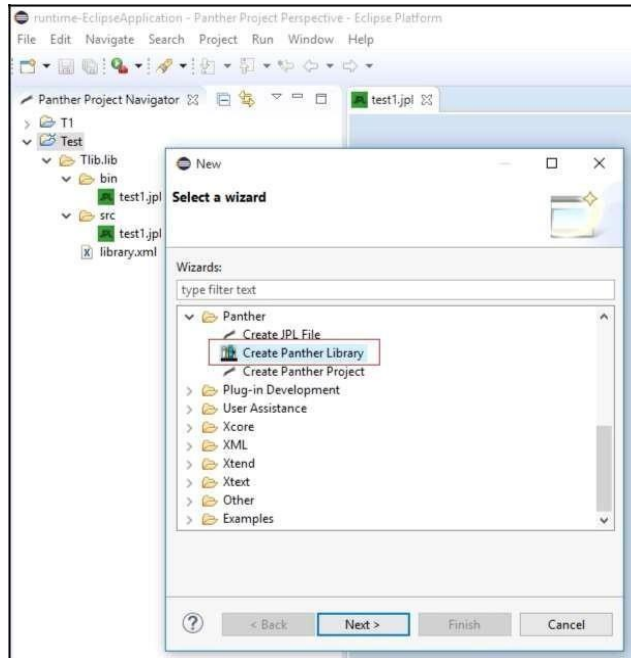 runtime-EclipseApplication - Panther Project Perspective - Eclipse Platform
File Edit Navigate Search Project Run Window Help
Panther Project Navigator
test1.jpl
T1
Test
Tlib.lib
bin
test1.jpl
src
test1.jpl
library.xml
New
Select a wizard
Wizards:
type filter text
Panther
Create JPL File
Create Panther Library
Create Panther Project
Plug-in Development
User Assistance
Xcore
XML
Xtend
Xtext
Other
Examples
? < Back Next > Finish Cancel